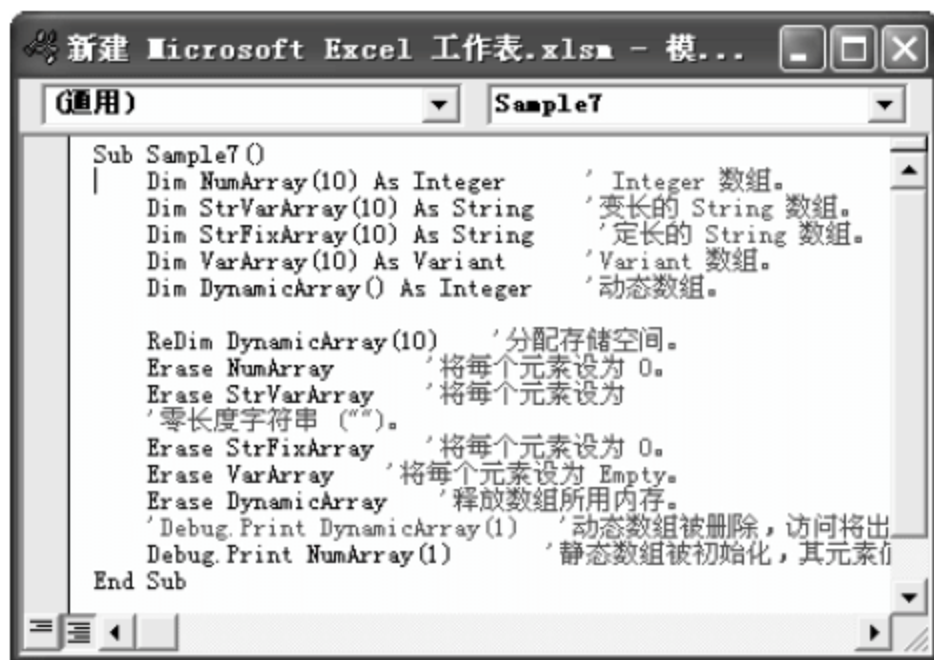 新建 Microsoft Excel 工作表.xlsm - 模...
(通用) Sample7
Sub Sample7()
Dim NumArray(10) As Integer ' Integer 数组。
Dim StrVarArray(10) As String '变长的 String 数组。
Dim StrFixArray(10) As String '定长的 String 数组。
Dim VarArray(10) As Variant 'Variant 数组。
Dim DynamicArray() As Integer '动态数组。
ReDim DynamicArray(10) '分配存储空间。
Erase NumArray '将每个元素设为 0。
Erase StrVarArray '将每个元素设为
'零长度字符串 ("")。
Erase StrFixArray '将每个元素设为 0。
Erase VarArray '将每个元素设为 Empty。
Erase DynamicArray '释放数组所用内存。
'Debug.Print DynamicArray(1) '动态数组被删除，访问将出
Debug.Print NumArray(1) '静态数组被初始化，其元素
End Sub